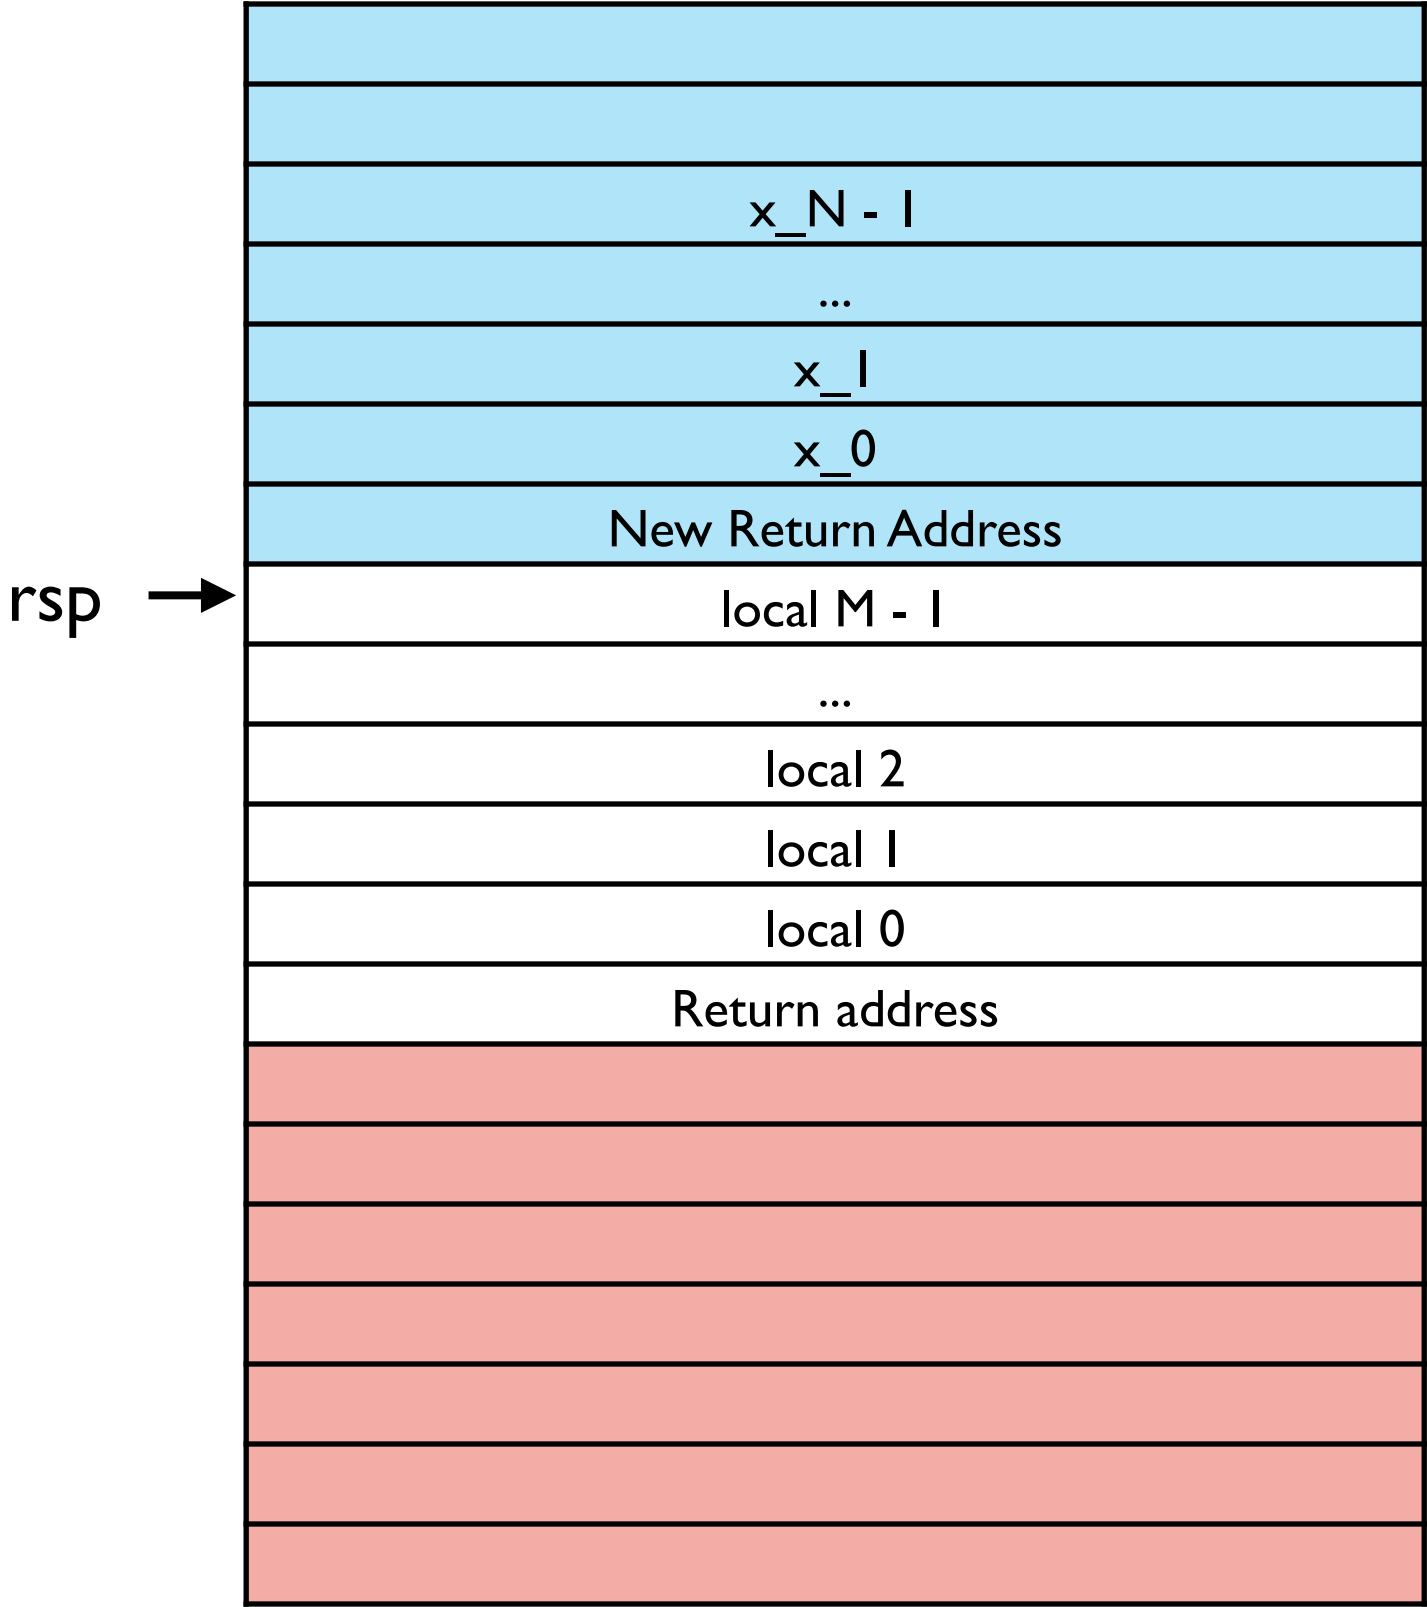 x_N - 1
...
x_1
x_0
New Return Address
rsp
local M - 1
...
local 2
local 1
local 0
Return address